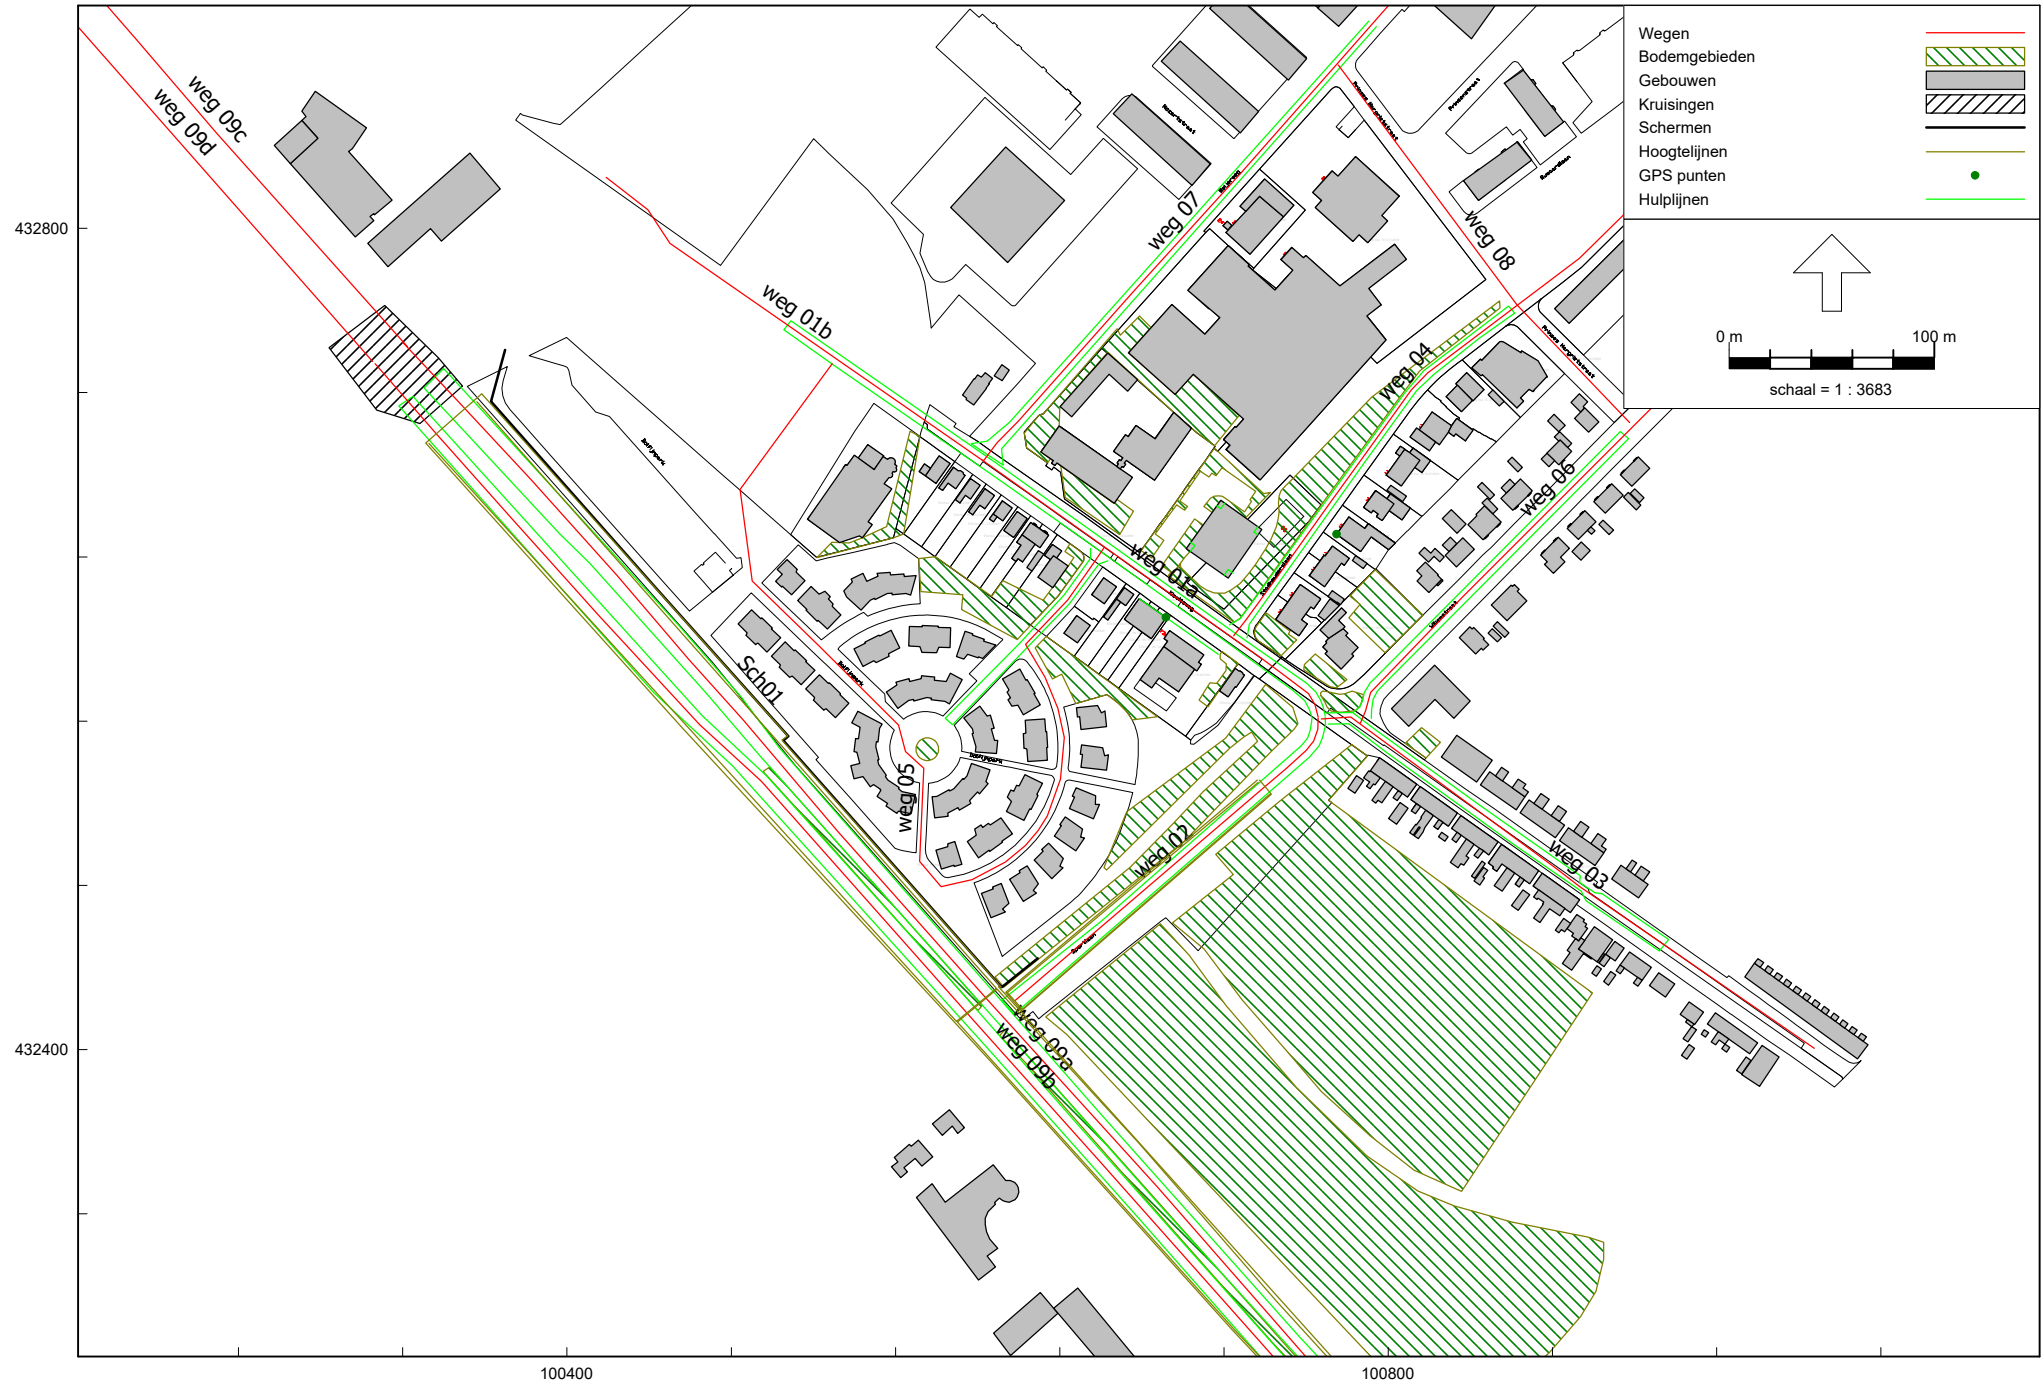 Wegen
Bodemgebieden
Gebouwen
Kruisingen
Schermen
Hoogtelijnen
GPS punten
Hulplijnen
0 m
100 m
schaal = 1 : 3683
weg 09c
weg 09d
weg 07
weg 08
weg 01b
weg 04
weg 06
weg 01a
Sch01
weg 05
weg 02
weg 03
weg 09a
weg 09b
432800
432400
100400
100800